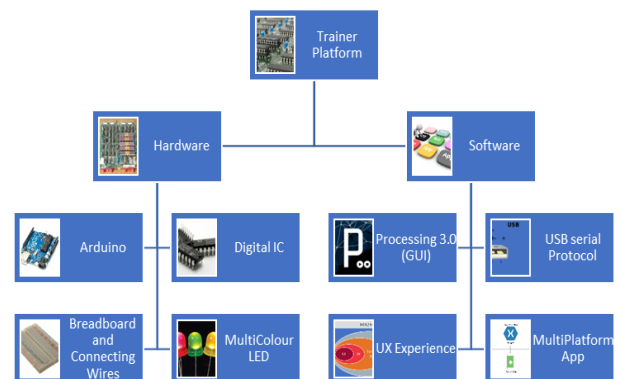 Trainer
Platform
Hardware
Software
Arduino
Digital IC
Processing 3.0
(GUI)
USB
USB serial
Protocol
Breadboard
and
Connecting
Wires
MultiColour
LED
UX Experience
MultiPlatform
App